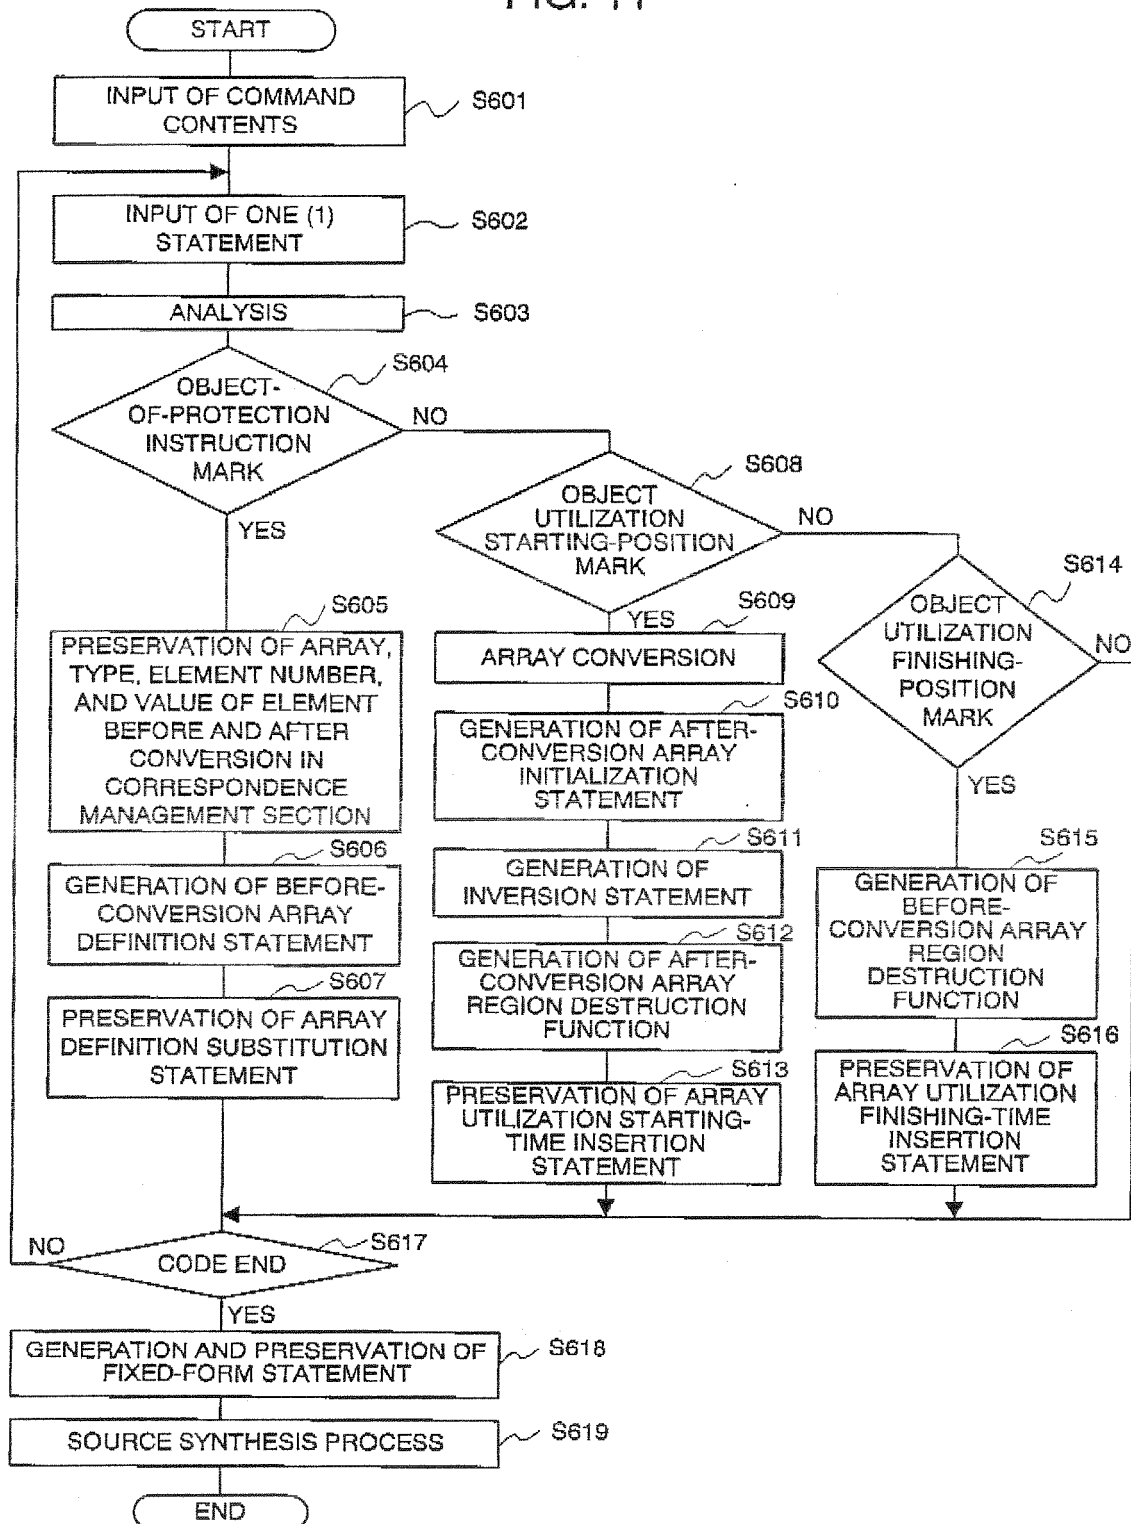 START
INPUT OF COMMAND
CONTENTS
S601
INPUT OF ONE (1)
STATEMENT
S602
ANALYSIS
S603
S604
OBJECT-
OF-PROTECTION
INSTRUCTION
MARK
NO
YES
S608
OBJECT
UTILIZATION
STARTING-POSITION
MARK
NO
YES
S614
OBJECT
UTILIZATION
FINISHING-
POSITION
MARK
NO
YES
S605
PRESERVATION OF ARRAY,
TYPE, ELEMENT NUMBER,
AND VALUE OF ELEMENT
BEFORE AND AFTER
CONVERSION IN
CORRESPONDENCE
MANAGEMENT SECTION
S606
GENERATION OF BEFORE-
CONVERSION ARRAY
DEFINITION STATEMENT
S607
PRESERVATION OF ARRAY
DEFINITION SUBSTITUTION
STATEMENT
S609
ARRAY CONVERSION
S610
GENERATION OF AFTER-
CONVERSION ARRAY
INITIALIZATION
STATEMENT
S611
GENERATION OF
INVERSION STATEMENT
S612
GENERATION OF AFTER-
CONVERSION ARRAY
REGION DESTRUCTION
FUNCTION
S613
PRESERVATION OF ARRAY
UTILIZATION STARTING-
TIME INSERTION
STATEMENT
S615
GENERATION OF
BEFORE-
CONVERSION ARRAY
REGION
DESTRUCTION
FUNCTION
S616
PRESERVATION OF
ARRAY UTILIZATION
FINISHING-TIME
INSERTION
STATEMENT
NO
CODE END
S617
YES
GENERATION AND PRESERVATION OF
FIXED-FORM STATEMENT
S618
SOURCE SYNTHESIS PROCESS
S619
END